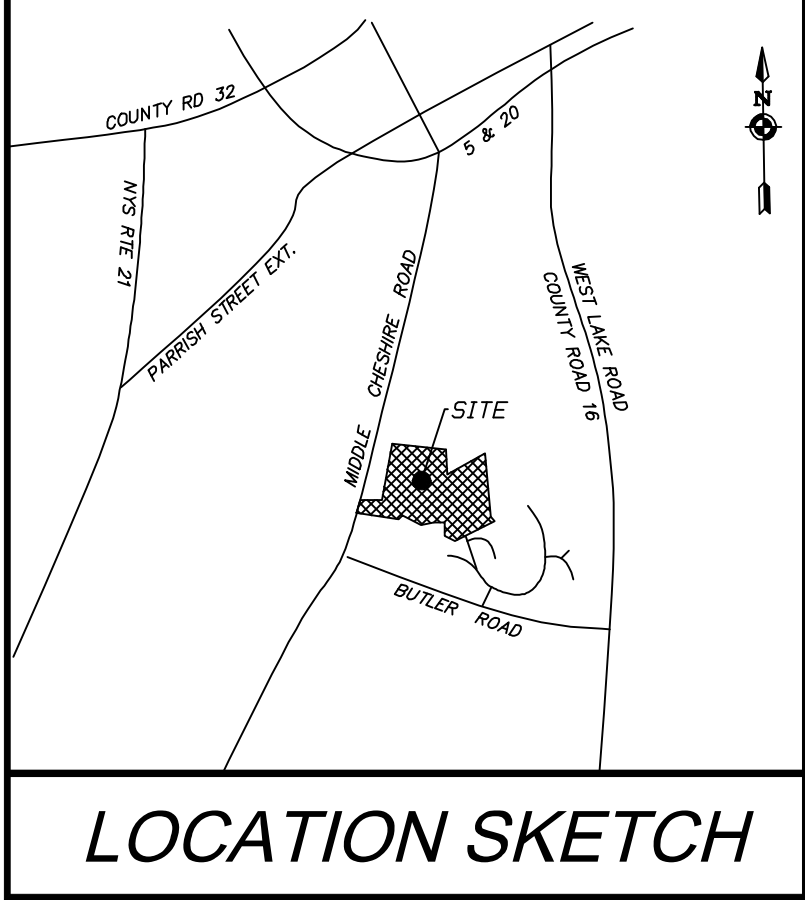 COUNTY RD 32
N
5 & 20
NYS RTE 21
PARRISH STREET EXT.
MIDDLE CHESHIRE ROAD
WEST LAKE ROAD
COUNTY ROAD 16
SITE
BUTLER ROAD
LOCATION SKETCH